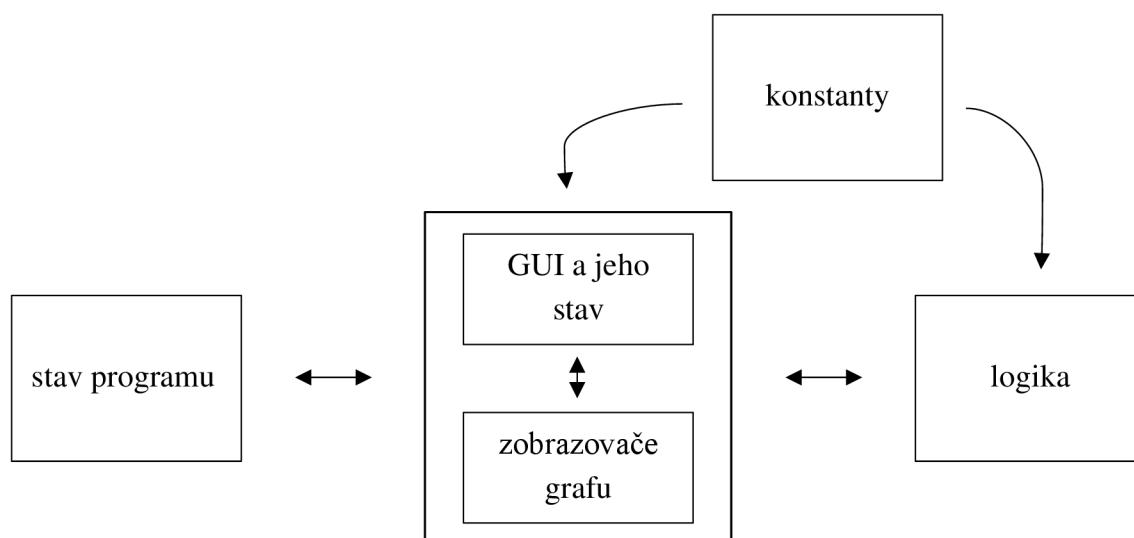 konstanty
GUI a jeho
stav
stav programu
logika
zobrazovače
grafu